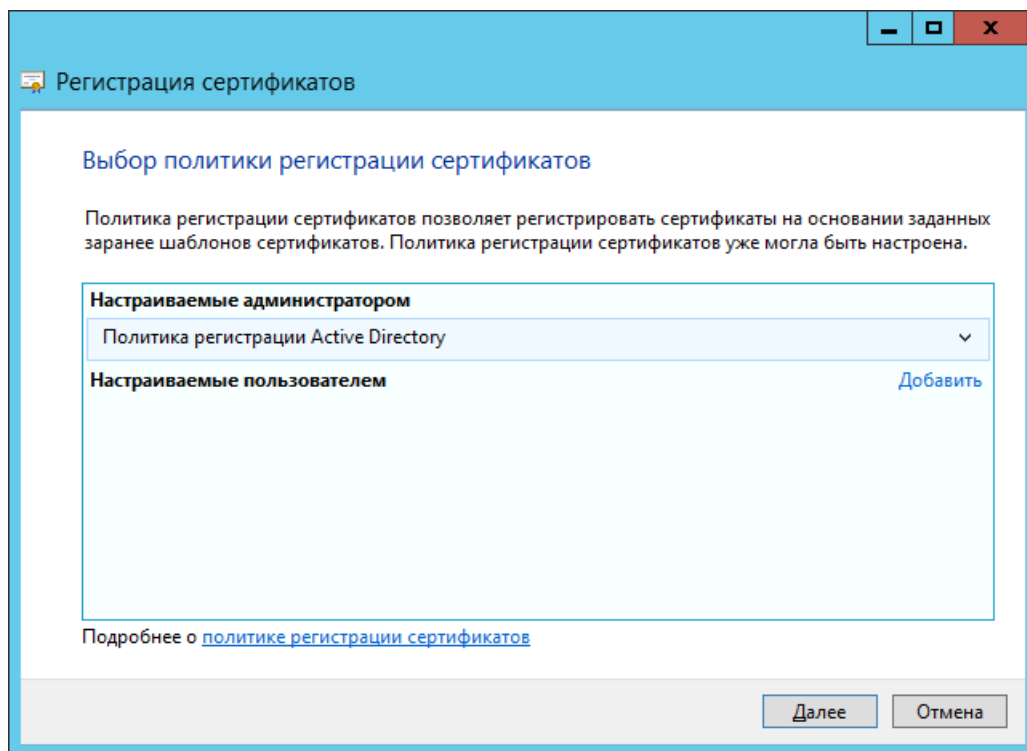 Регистрация сертификатов
Выбор политики регистрации сертификатов
Политика регистрации сертификатов позволяет регистрировать сертификаты на основании заданных
заранее шаблонов сертификатов. Политика регистрации сертификатов уже могла быть настроена.
Настраиваемые администратором
Политика регистрации Active Directory
Настраиваемые пользователем Добавить
Подробнее о политике регистрации сертификатов
Далее Отмена